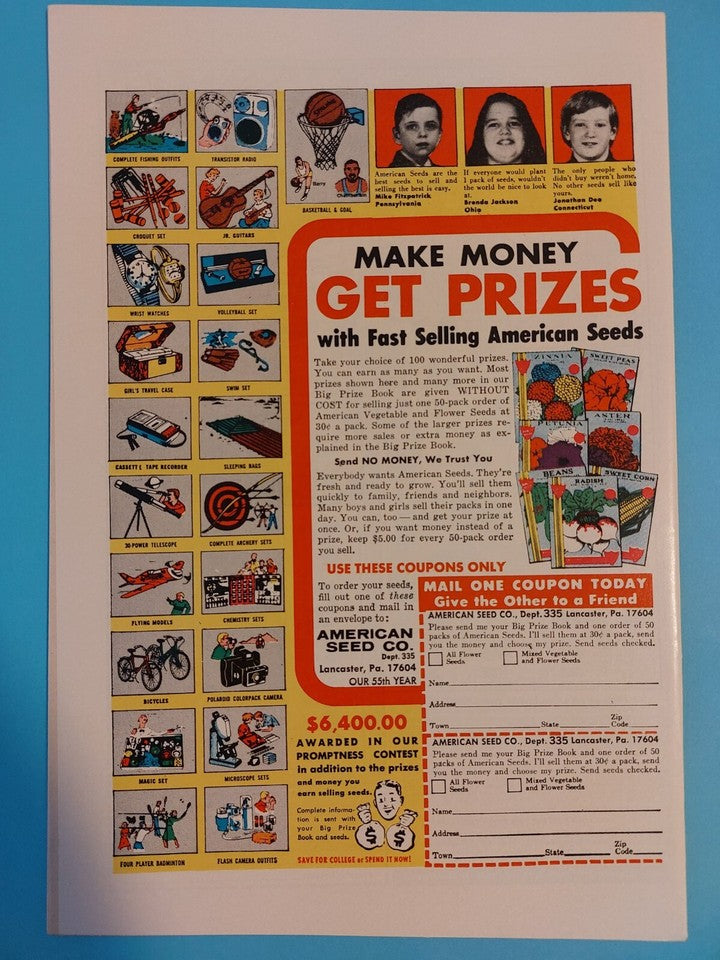 COMPLETE FISHING OUTFITS
TRANSISTOR RADIO
CROQUET SET
JR. GUITARS
WRIST WATCHES
VOLLEYBALL SET
GIRL'S TRAVEL CASE
SWIM SET
CASSETTE TAPE RECORDER
SLEEPING BAGS
30-POWER TELESCOPE
COMPLETE ARCHERY SETS
FLYING MODELS
CHEMISTRY SETS
BICYCLES
POLAROID COLORPACK CAMERA
MAGIC SET
MICROSCOPE SETS
FOUR PLAYER BADMINTON
FLASH CAMERA OUTFITS
Barry
BASKETBALL & GOAL
American Seeds are the
best seeds to sell and
selling the best is easy.
Mike Fitzpatrick
Pennsylvania
If everyone would plant
1 pack of seeds, wouldn't
the world be nice to look
at.
Brenda Jackson
Ohio
The only people who
didn't buy weren't home.
No other seeds sell like
yours.
Jonathan Dea
Connecticut
MAKE MONEY
GET PRIZES
with Fast Selling American Seeds
Take your choice of 100 wonderful prizes.
You can earn as many as you want. Most
prizes shown here and many more in our
Big Prize Book are given WITHOUT
COST for selling just one 50-pack order of
American Vegetable and Flower Seeds at
30¢ a pack. Some of the larger prizes re-
quire more sales or extra money as ex-
plained in the Big Prize Book.
Send NO MONEY, We Trust You
Everybody wants American Seeds. They're
fresh and ready to grow. You'll sell them
quickly to family, friends and neighbors.
Many boys and girls sell their packs in one
day. You can, too — and get your prize at
once. Or, if you want money instead of a
prize, keep $5.00 for every 50-pack order
you sell.
ZINNIA
SWEET PEAS
PETUNIA
ASTER
BEANS
RADISH
SWEET CORN
USE THESE COUPONS ONLY
To order your seeds,
fill out one of these
coupons and mail in
an envelope to:
AMERICAN
SEED CO.
Dept. 335
Lancaster, Pa. 17604
OUR 55th YEAR
$6,400.00
AWARDED IN OUR
PROMPTNESS CONTEST
in addition to the prizes
and money you
earn selling seeds.
Complete informa-
tion is sent with
your Big Prize
Book and seeds.
SAVE FOR COLLEGE or SPEND IT NOW!
MAIL ONE COUPON TODAY
Give the Other to a Friend
AMERICAN SEED CO., Dept. 335 Lancaster, Pa. 17604
Please send me your Big Prize Book and one order of 50
packs of American Seeds. I'll sell them at 30¢ a pack, send
you the money and choose my prize. Send seeds checked.
All Flower Seeds
Mixed Vegetable and Flower Seeds
Name
Address
Town State Zip Code
AMERICAN SEED CO., Dept. 335 Lancaster, Pa. 17604
Please send me your Big Prize Book and one order of 50
packs of American Seeds. I'll sell them at 30¢ a pack, send
you the money and choose my prize. Send seeds checked.
All Flower Seeds
Mixed Vegetable and Flower Seeds
Name
Address
Town State Zip Code